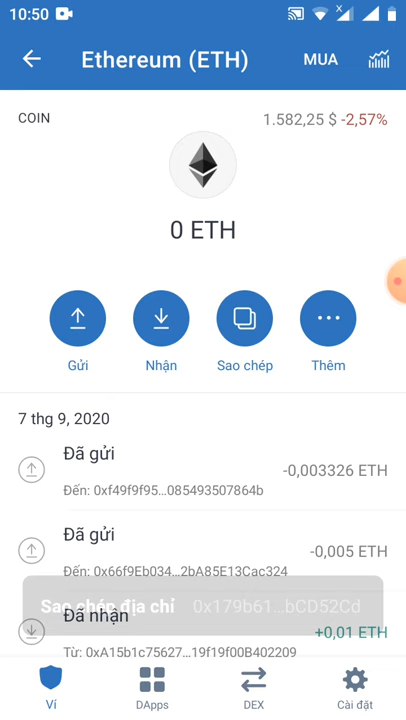 10:50
Ethereum (ETH)
MUA
COIN
1.582,25 $ -2,57%
0 ETH
Gửi
Nhận
Sao chép
Thêm
7 thg 9, 2020
Đã gửi
-0,003326 ETH
Đến: 0xf49f9f95...085493507864b
Đã gửi
-0,005 ETH
Đến: 0x66f9Eb034...2bA85E13Cac324
Sao chép địa chỉ 0x179b61...bCD52Cd
Đã nhận
+0,01 ETH
Từ: 0xA15b1c75627...19f19f00B402209
Ví
DApps
DEX
Cài đặt